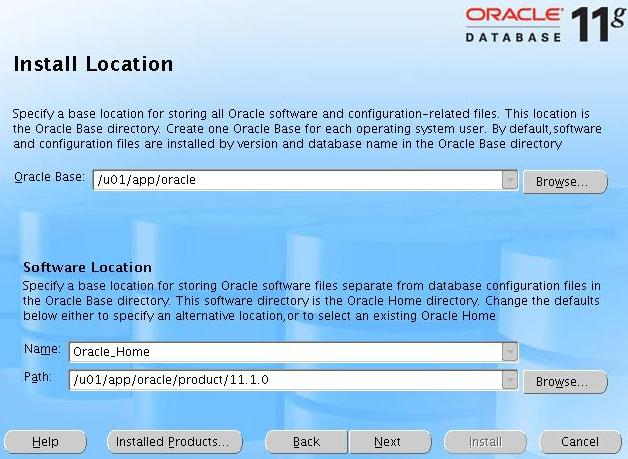 ORACLE
DATABASE 11g
Install Location
Specify a base location for storing all Oracle software and configuration-related files. This location is
the Oracle Base directory. Create one Oracle Base for each operating system user. By default,software
and configuration files are installed by version and database name in the Oracle Base directory
Oracle Base: /u01/app/oracle Browse...
Software Location
Specify a base location for storing Oracle software files separate from database configuration files in
the Oracle Base directory. This software directory is the Oracle Home directory. Change the defaults
below either to specify an alternative location,or to select an existing Oracle Home
Name: Oracle_Home
Path: /u01/app/oracle/product/11.1.0 Browse...
Help Installed Products... Back Next Install Cancel